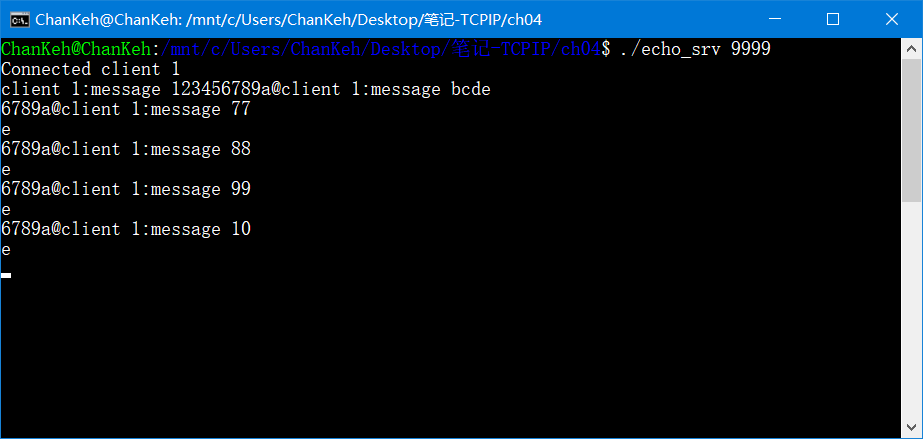 ChanKeh@ChanKeh: /mnt/c/Users/ChanKeh/Desktop/笔记-TCPIP/ch04
ChanKeh@ChanKeh:/mnt/c/Users/ChanKeh/Desktop/笔记-TCPIP/ch04$ ./echo_srv 9999
Connected client 1
client 1:message 123456789a@client 1:message bcde
6789a@client 1:message 77
e
6789a@client 1:message 88
e
6789a@client 1:message 99
e
6789a@client 1:message 10
e